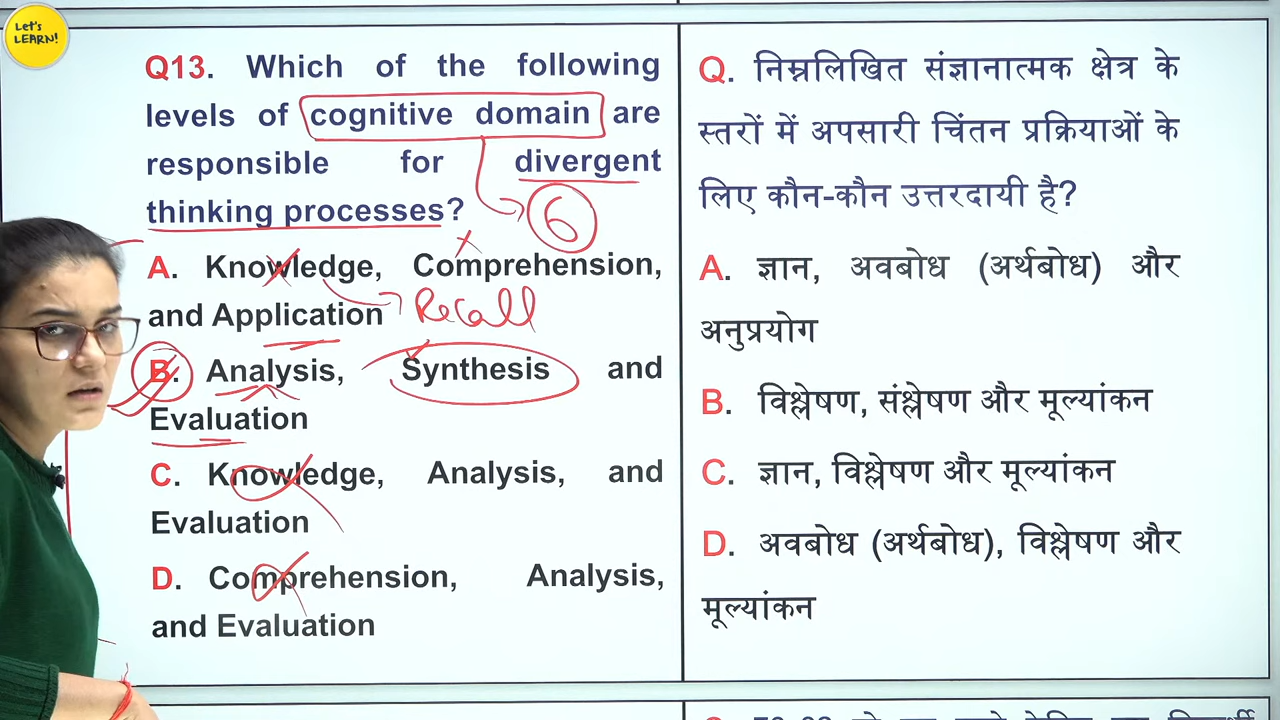 Let's
LEARN!
Q13. Which of the following
levels of cognitive domain are
responsible for divergent
thinking processes?
6
A. Knowledge, Comprehension,
and Application
Recall
B. Analysis, Synthesis and
Evaluation
C. Knowledge, Analysis, and
Evaluation
D. Comprehension, Analysis,
and Evaluation
Q. निम्नलिखित संज्ञानात्मक क्षेत्र के
स्तरों में अपसारी चिंतन प्रक्रियाओं के
लिए कौन-कौन उत्तरदायी है?
A. ज्ञान, अवबोध (अर्थबोध) और
अनुप्रयोग
B. विश्लेषण, संश्लेषण और मूल्यांकन
C. ज्ञान, विश्लेषण और मूल्यांकन
D. अवबोध (अर्थबोध), विश्लेषण और
मूल्यांकन